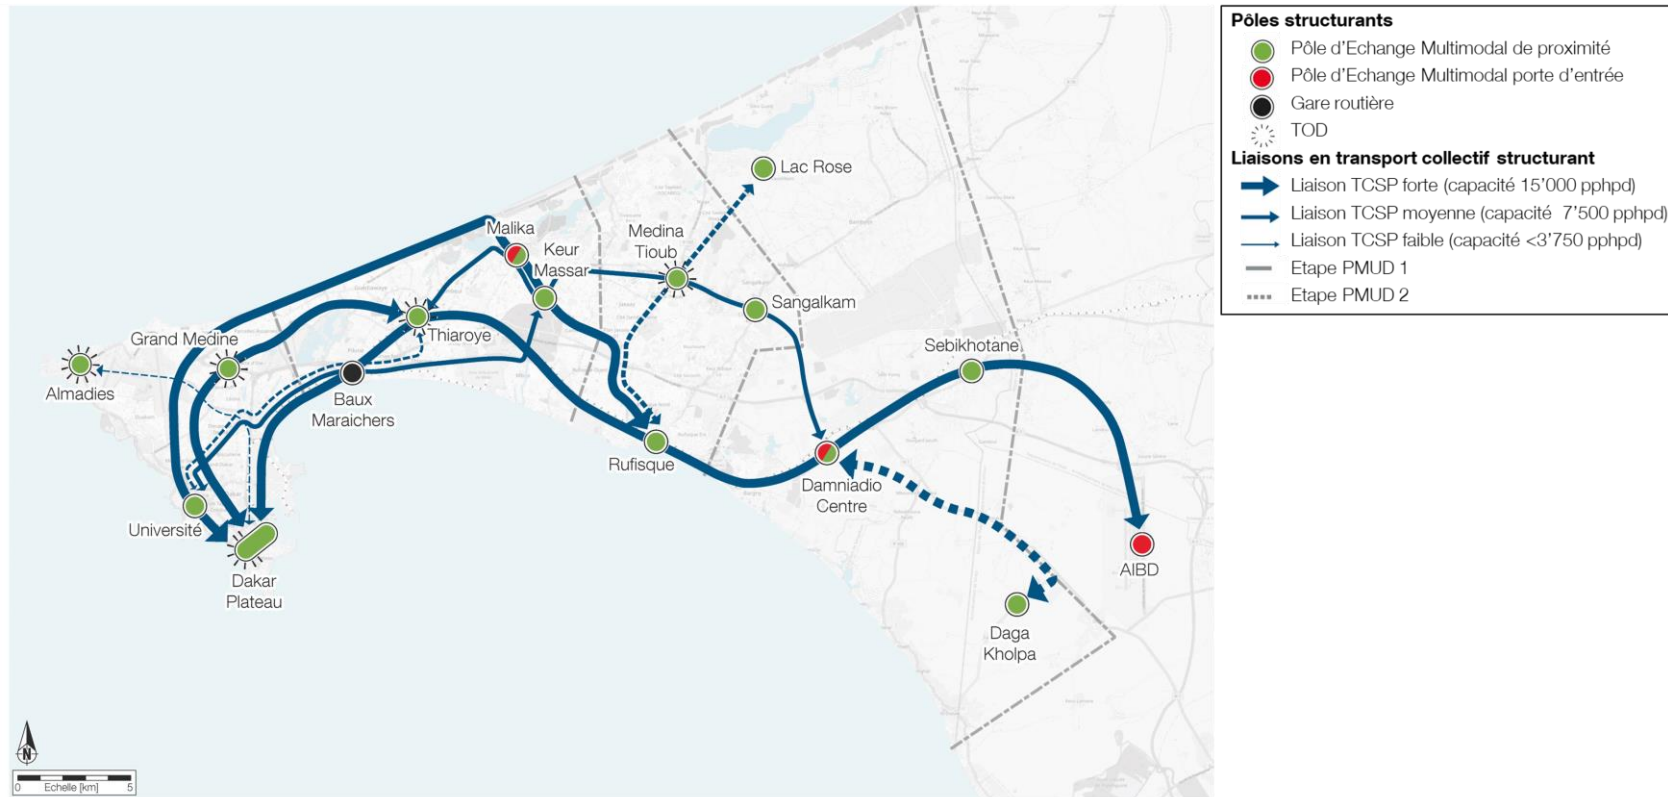 Pôles structurants
Pôle d'Echange Multimodal de proximité
Pôle d'Echange Multimodal porte d'entrée
Gare routière
TOD
Liaisons en transport collectif structurant
Liaison TCSP forte (capacité 15'000 pphpd)
Liaison TCSP moyenne (capacité 7'500 pphpd)
Liaison TCSP faible (capacité <3'750 pphpd)
Etape PMUD 1
Etape PMUD 2
Lac Rose
Malika
Keur
Massar
Medina
Tioub
Sangalkam
Grand Medine
Thiaroye
Sebikhotane
Almadies
Baux
Maraichers
Rufisque
Damniadio
Centre
Université
Dakar
Plateau
AIBD
Daga
Kholpa
N
0 Echelle [km] 5